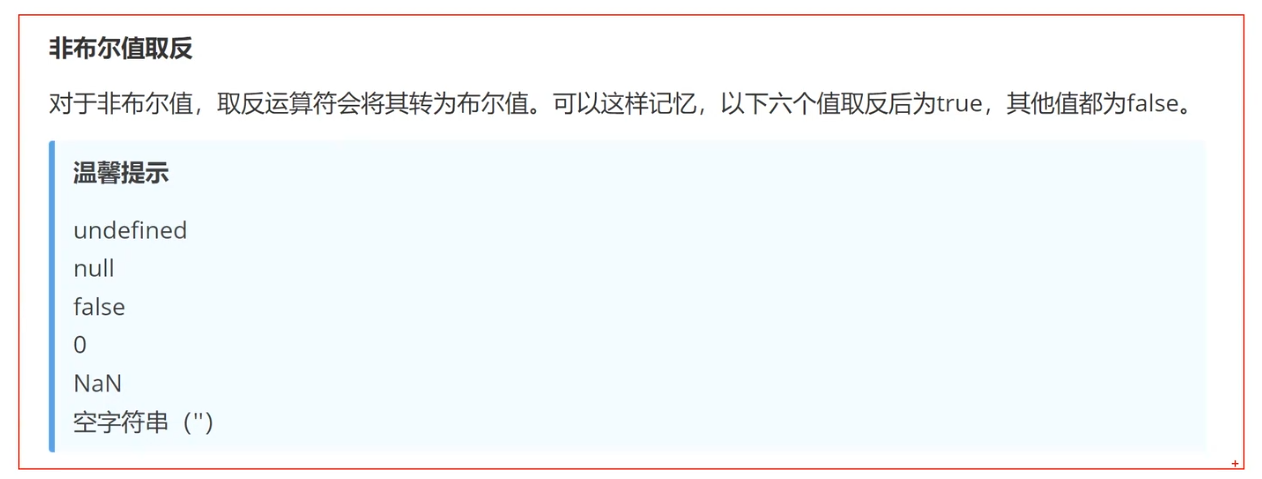 非布尔值取反
对于非布尔值，取反运算符会将其转为布尔值。可以这样记忆，以下六个值取反后为true，其他值都为false。
温馨提示
undefined
null
false
0
NaN
空字符串（''）